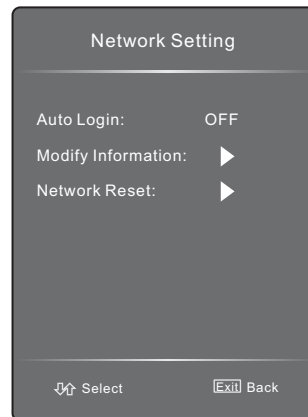 Network Setting
Auto Login: OFF
Modify Information:
Network Reset:
Select Exit Back